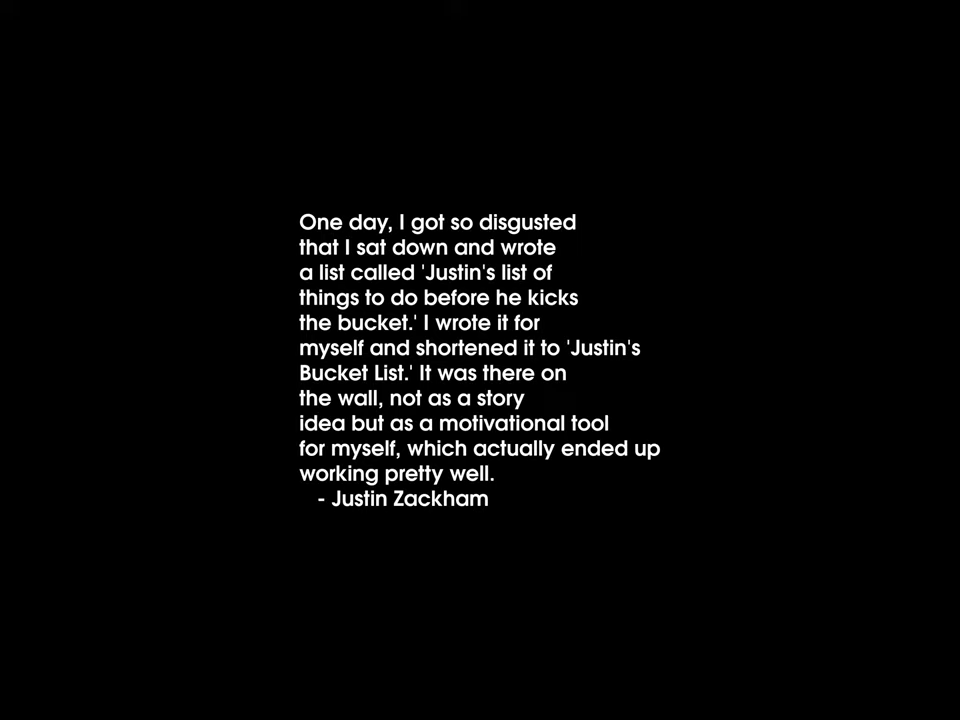 One day, I got so disgusted
that I sat down and wrote
a list called 'Justin's list of
things to do before he kicks
the bucket.' I wrote it for
myself and shortened it to 'Justin's
Bucket List.' It was there on
the wall, not as a story
idea but as a motivational tool
for myself, which actually ended up
working pretty well.
- Justin Zackham